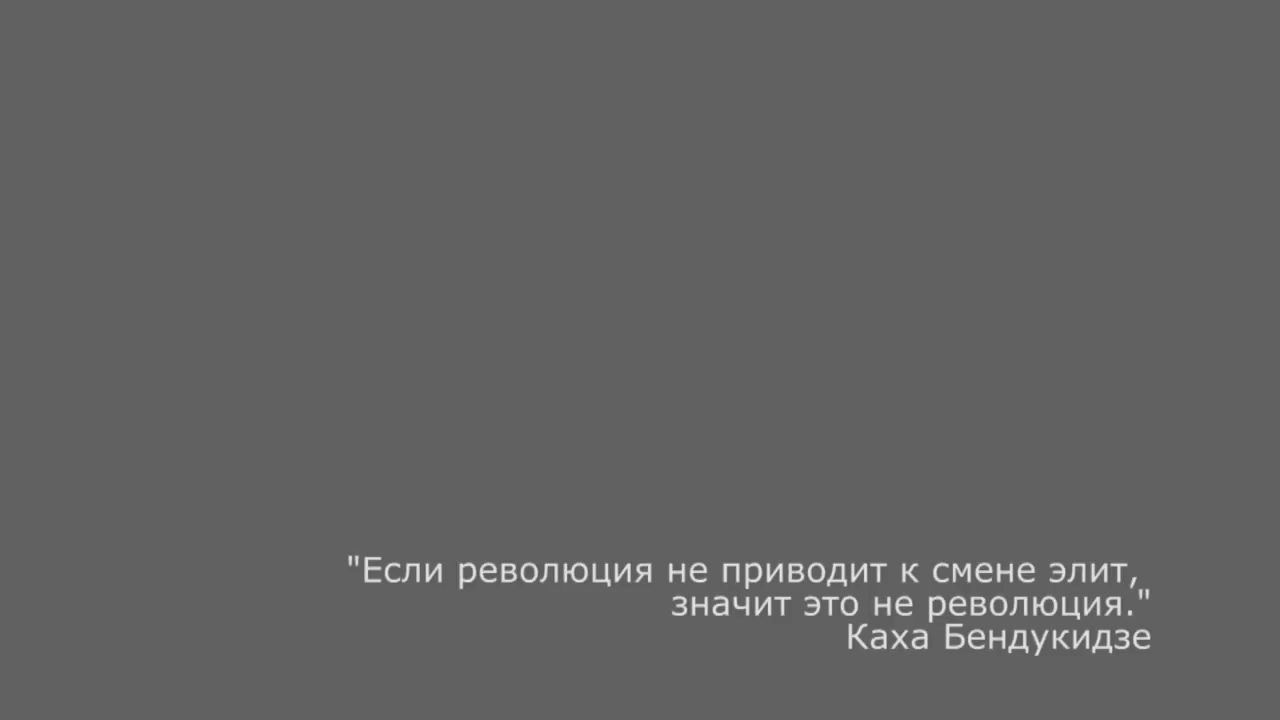 "Если революция не приводит к смене элит,
значит это не революция."
Каха Бендукидзе